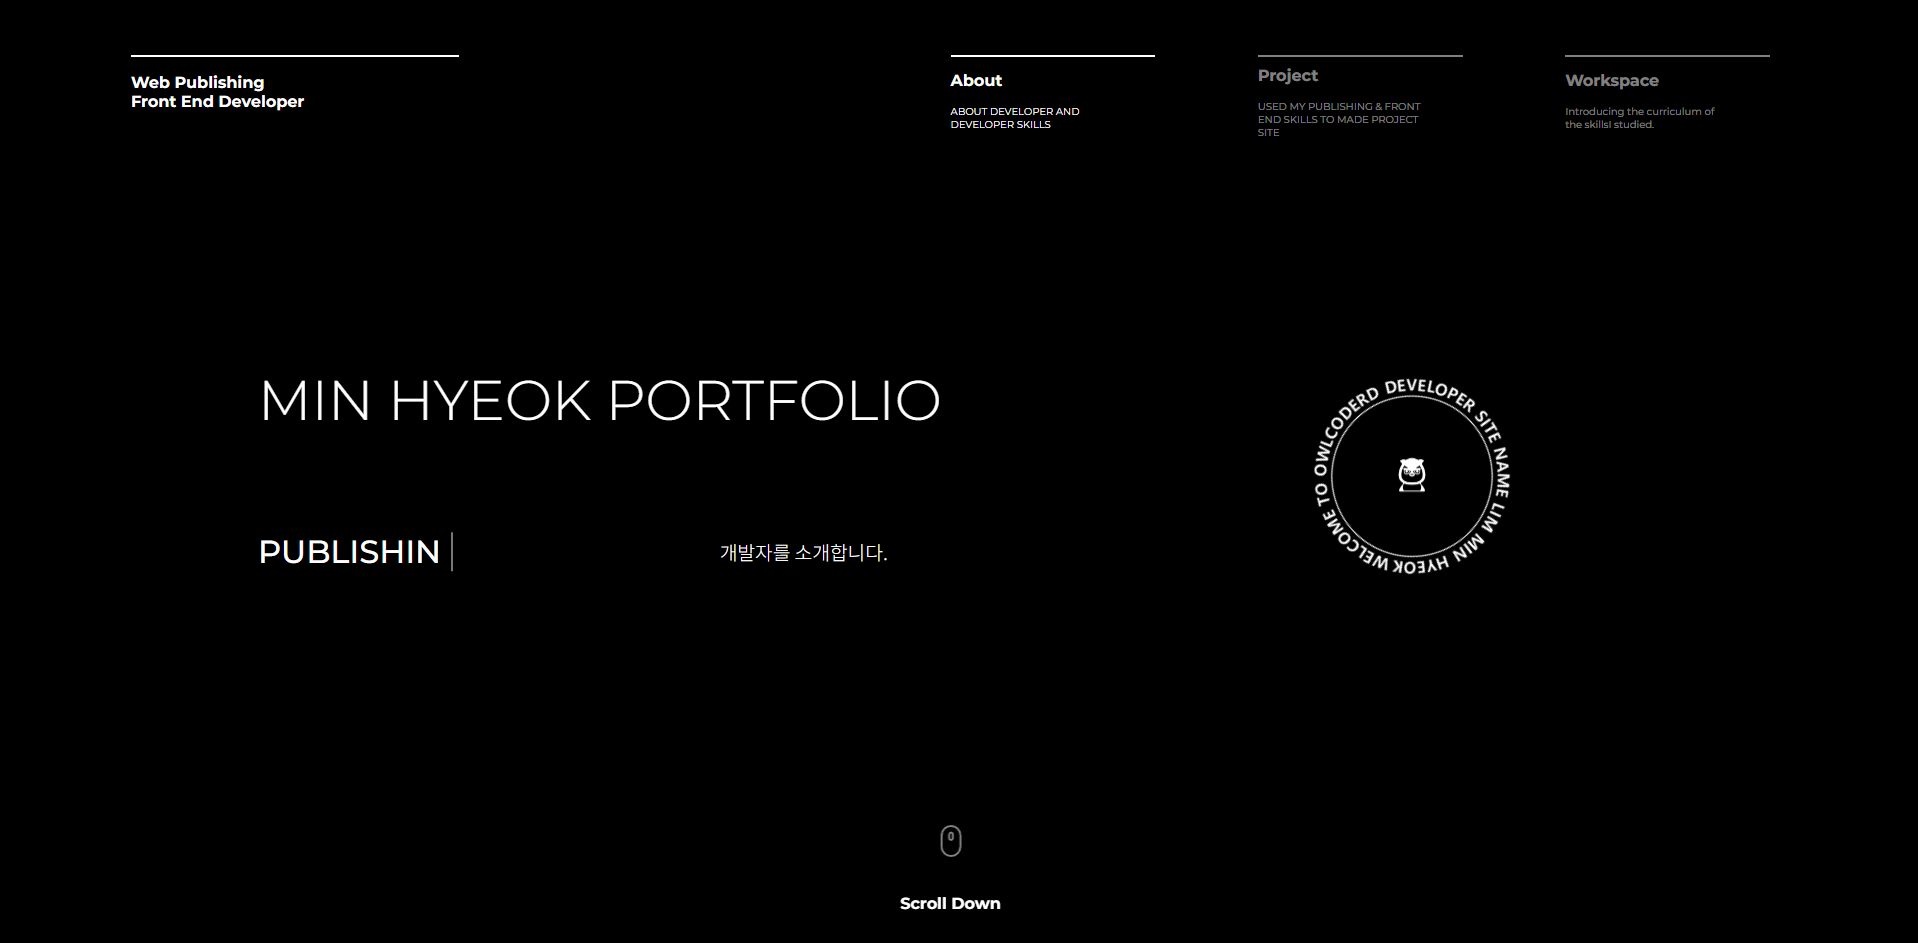 Web Publishing
Front End Developer
About
ABOUT DEVELOPER AND
DEVELOPER SKILLS
Project
USED MY PUBLISHING & FRONT
END SKILLS TO MADE PROJECT
SITE
Workspace
Introducing the curriculum of
the skillsI studied.
MIN HYEOK PORTFOLIO
PUBLISHIN
개발자를 소개합니다.
DEVELOPER SITE NAME LIM MIN HYEOK WELCOME TO OWLCODERD
Scroll Down